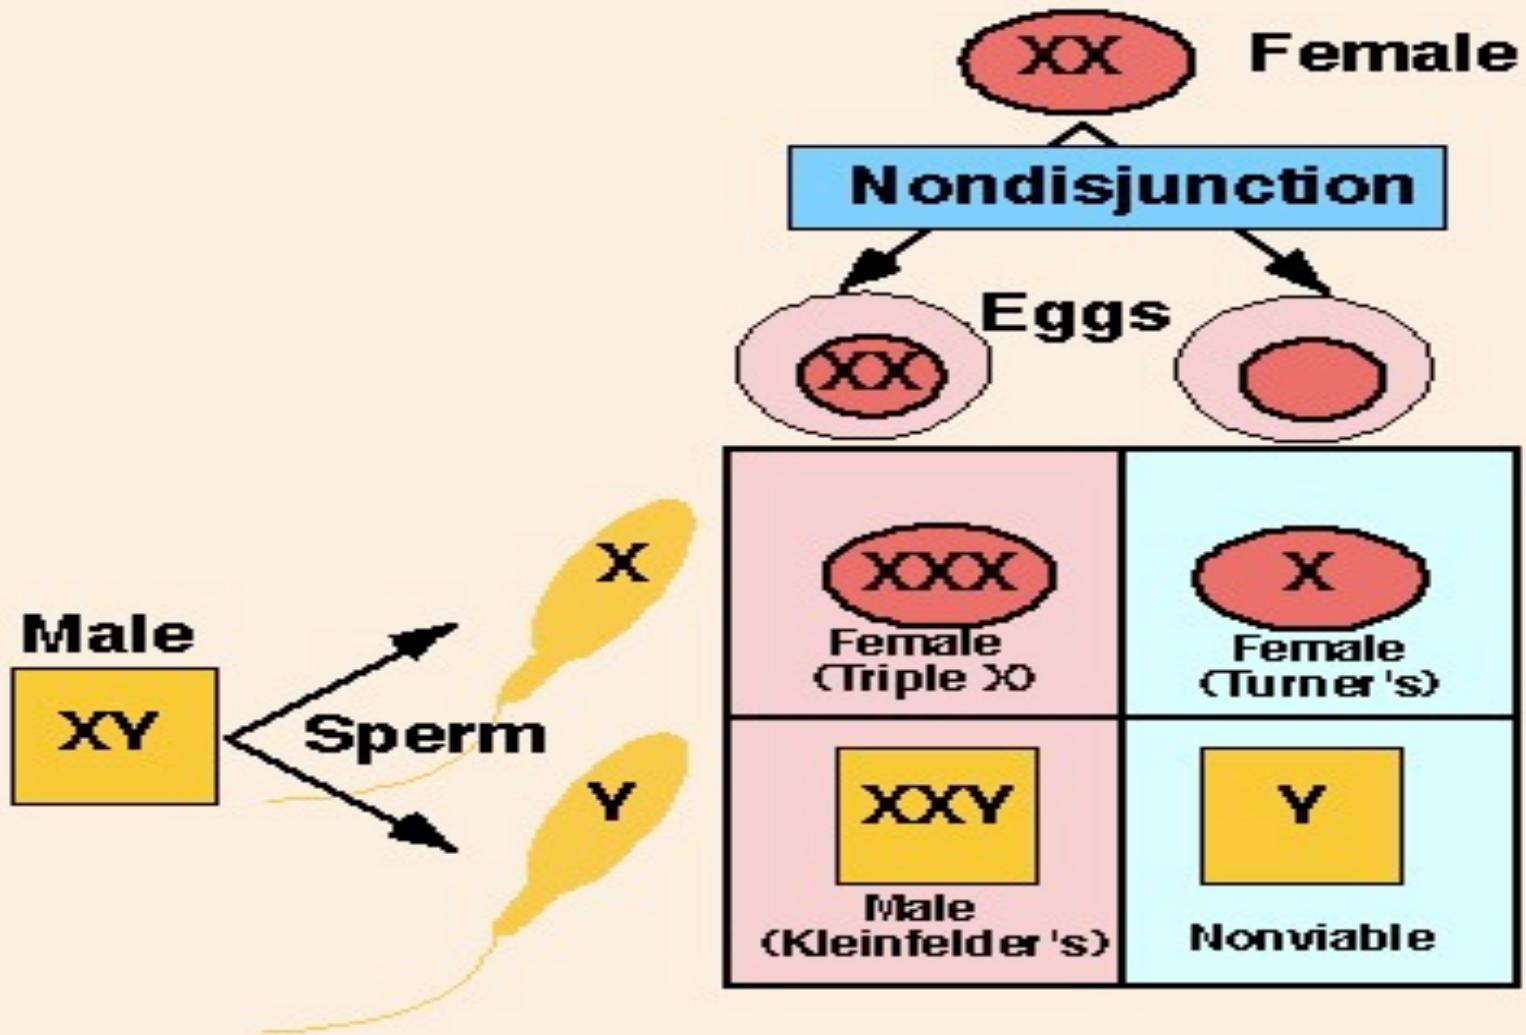 XX
Female
Nondisjunction
Eggs
XX
X
XXX
Female
(Triple X)
X
Female
(Turner's)
Male
XY
Sperm
Y
XXY
Male
(Kleinfelder's)
Y
Nonviable